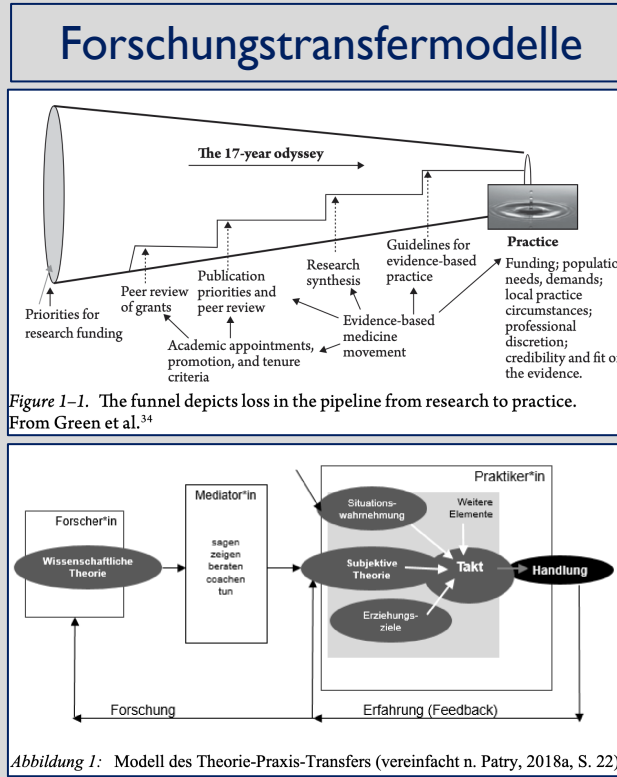 Forschungstransfermodelle
The 17-year odyssey
Priorities for
research funding
Peer review
of grants
Publication
priorities and
peer review
Research
synthesis
Guidelines for
evidence-based
practice
Academic appointments,
promotion, and tenure
criteria
Evidence-based
medicine
movement
Practice
Funding; populatio
needs, demands;
local practice
circumstances;
professional
discretion;
credibility and fit o
the evidence.
Figure 1–1. The funnel depicts loss in the pipeline from research to practice.
From Green et al.³⁴
Forscher*in
Wissenschaftliche
Theorie
Mediator*in
sagen
zeigen
beraten
coachen
tun
Praktiker*in
Situations-
wahrnehmung
Weitere
Elemente
Subjektive
Theorie
Takt
Handlung
Erziehungs-
ziele
Forschung
Erfahrung (Feedback)
Abbildung 1: Modell des Theorie-Praxis-Transfers (vereinfacht n. Patry, 2018a, S. 22)